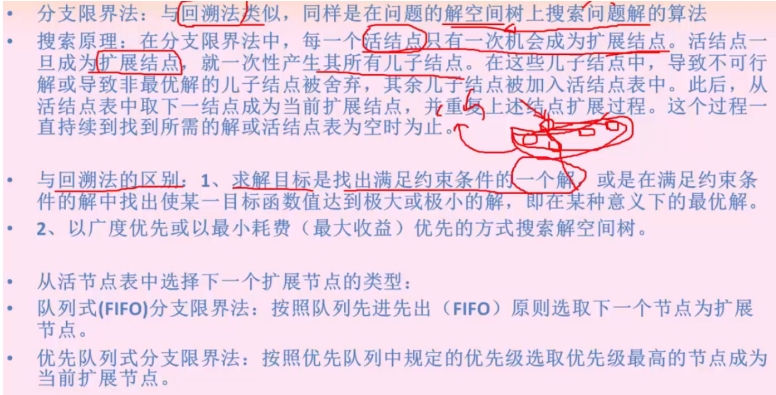 • 分支限界法：与回溯法类似，同样是在问题的解空间树上搜索问题解的算法
• 搜索原理：在分支限界法中，每一个活结点只有一次机会成为扩展结点。活结点一
旦成为扩展结点，就一次性产生其所有儿子结点。在这些儿子结点中，导致不可行
解或导致非最优解的儿子结点被舍弃，其余儿子结点被加入活结点表中。此后，从
活结点表中取下一结点成为当前扩展结点，并重复上述结点扩展过程。这个过程一
直持续到找到所需的解或活结点表为空时为止。
• 与回溯法的区别：1、求解目标是找出满足约束条件的一个解，或是在满足约束条
件的解中找出使某一目标函数值达到极大或极小的解，即在某种意义下的最优解。
• 2、以广度优先或以最小耗费（最大收益）优先的方式搜索解空间树。
• 从活节点表中选择下一个扩展节点的类型：
• 队列式(FIFO)分支限界法：按照队列先进先出（FIFO）原则选取下一个节点为扩展
节点。
• 优先队列式分支限界法：按照优先队列中规定的优先级选取优先级最高的节点成为
当前扩展节点。